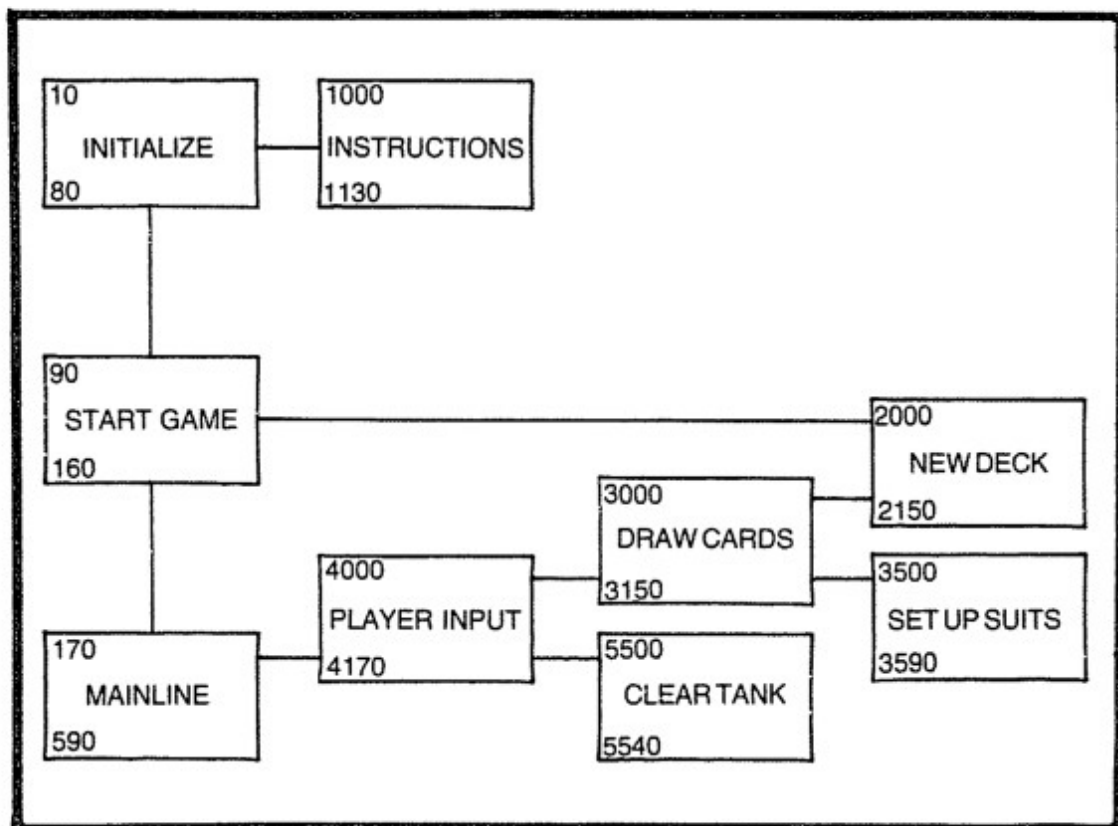 10
INITIALIZE
80
1000
INSTRUCTIONS
1130
90
START GAME
160
2000
NEW DECK
2150
3000
DRAW CARDS
3150
3500
SET UP SUITS
3590
4000
PLAYER INPUT
4170
5500
CLEAR TANK
5540
170
MAINLINE
590